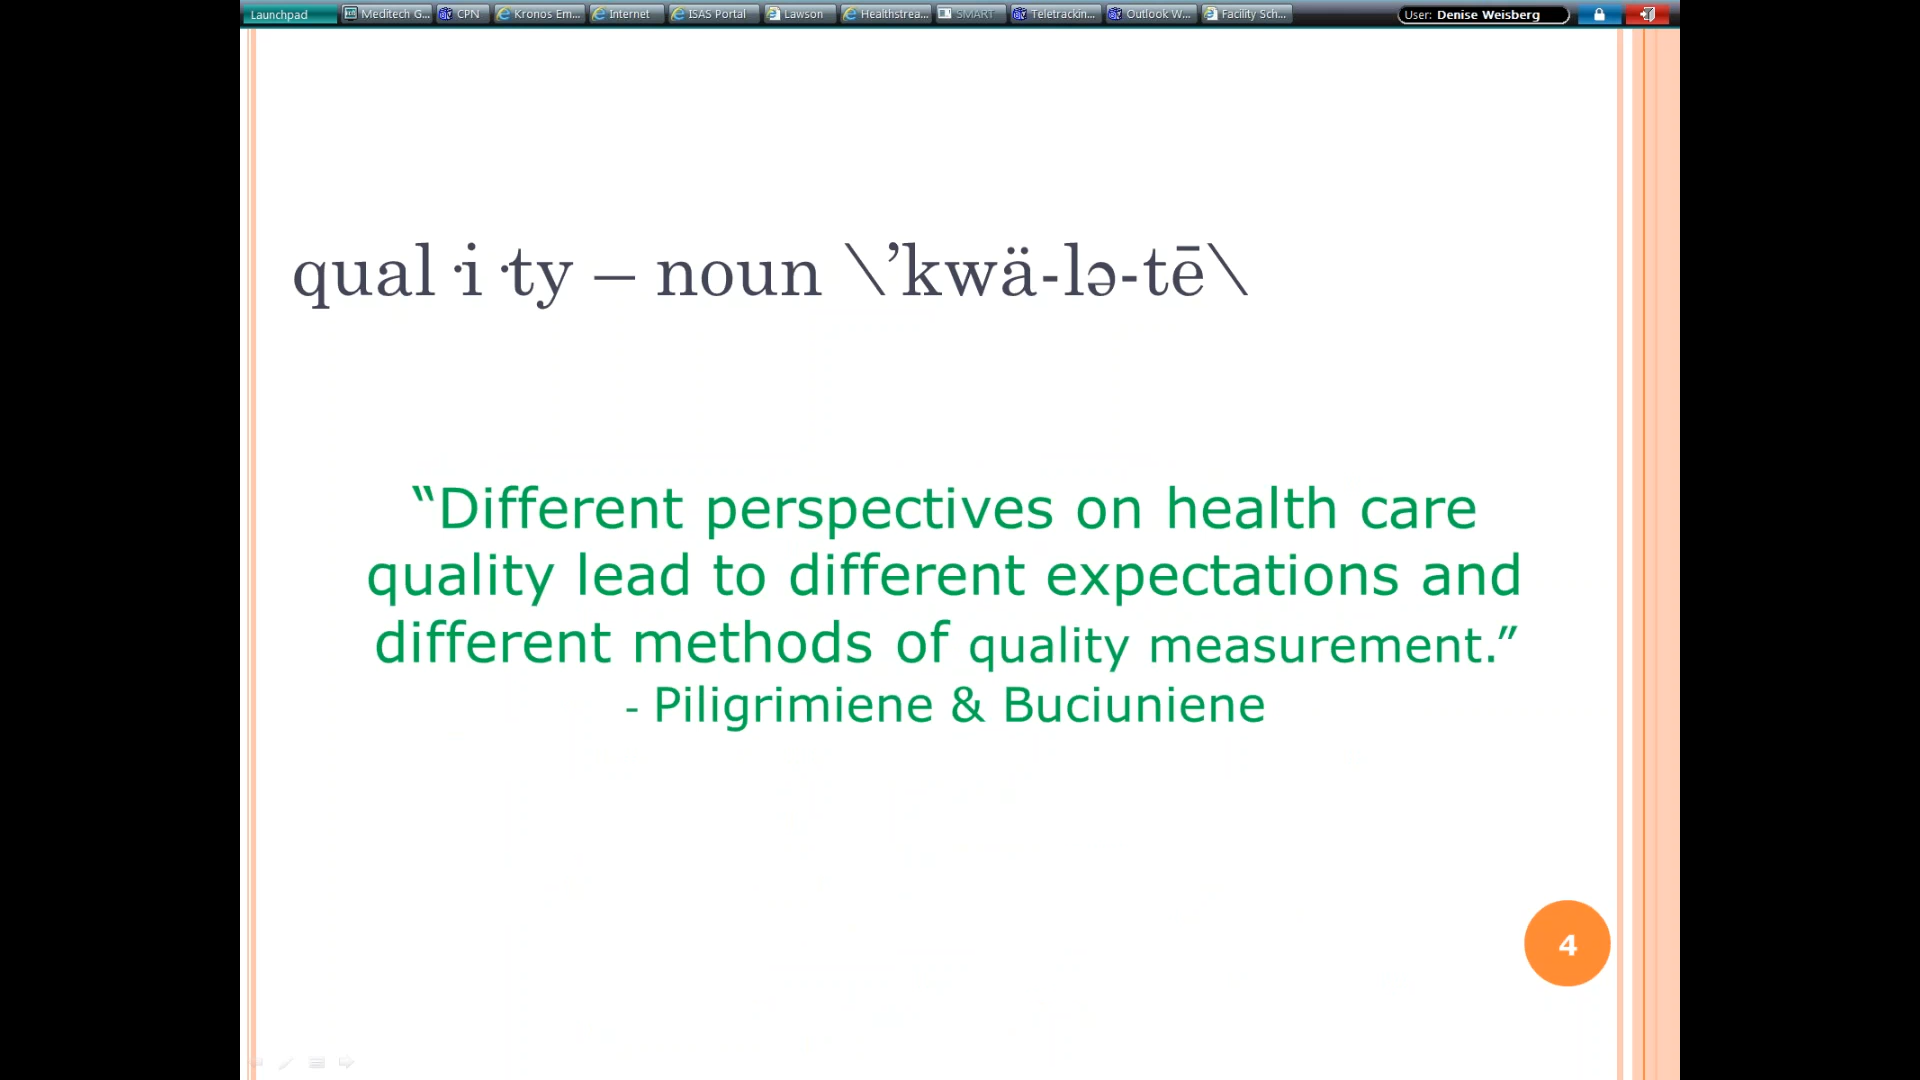 Launchpad Meditech G... CPN Kronos Em... Internet ISAS Portal Lawson Healthstrea... SMART Teletrackin... Outlook W... Facility Sch... User: Denise Weisberg
qual·i·ty – noun \’kwä-lə-tē\
“Different perspectives on health care
quality lead to different expectations and
different methods of quality measurement.”
- Piligrimiene & Buciuniene
4